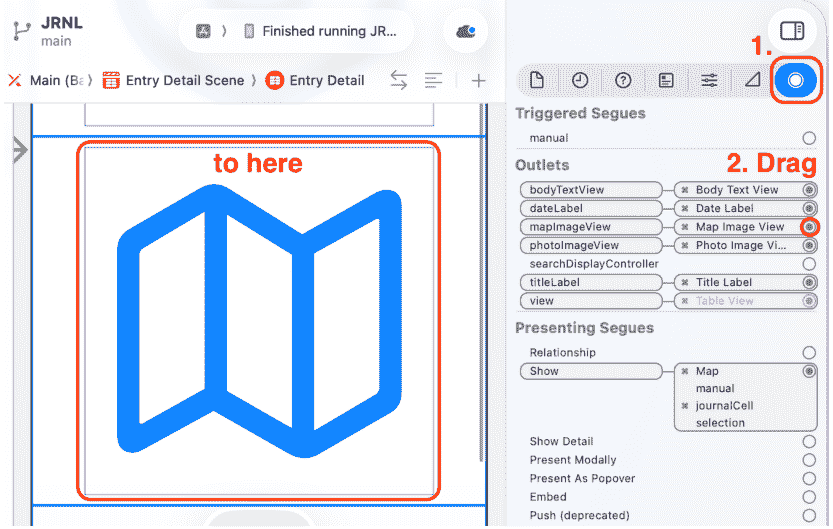 JRNL
main
Finished running JR...
1.
Main (Ba
Entry Detail Scene
Entry Detail
Triggered Segues
manual
to here
Outlets
2. Drag
bodyTextView
Body Text View
dateLabel
Date Label
mapImageView
Map Image View
photoImageView
Photo Image Vi...
searchDisplayController
titleLabel
Title Label
view
Table View
Presenting Segues
Relationship
Show
Map
manual
journalCell
selection
Show Detail
Present Modally
Present As Popover
Embed
Push (deprecated)